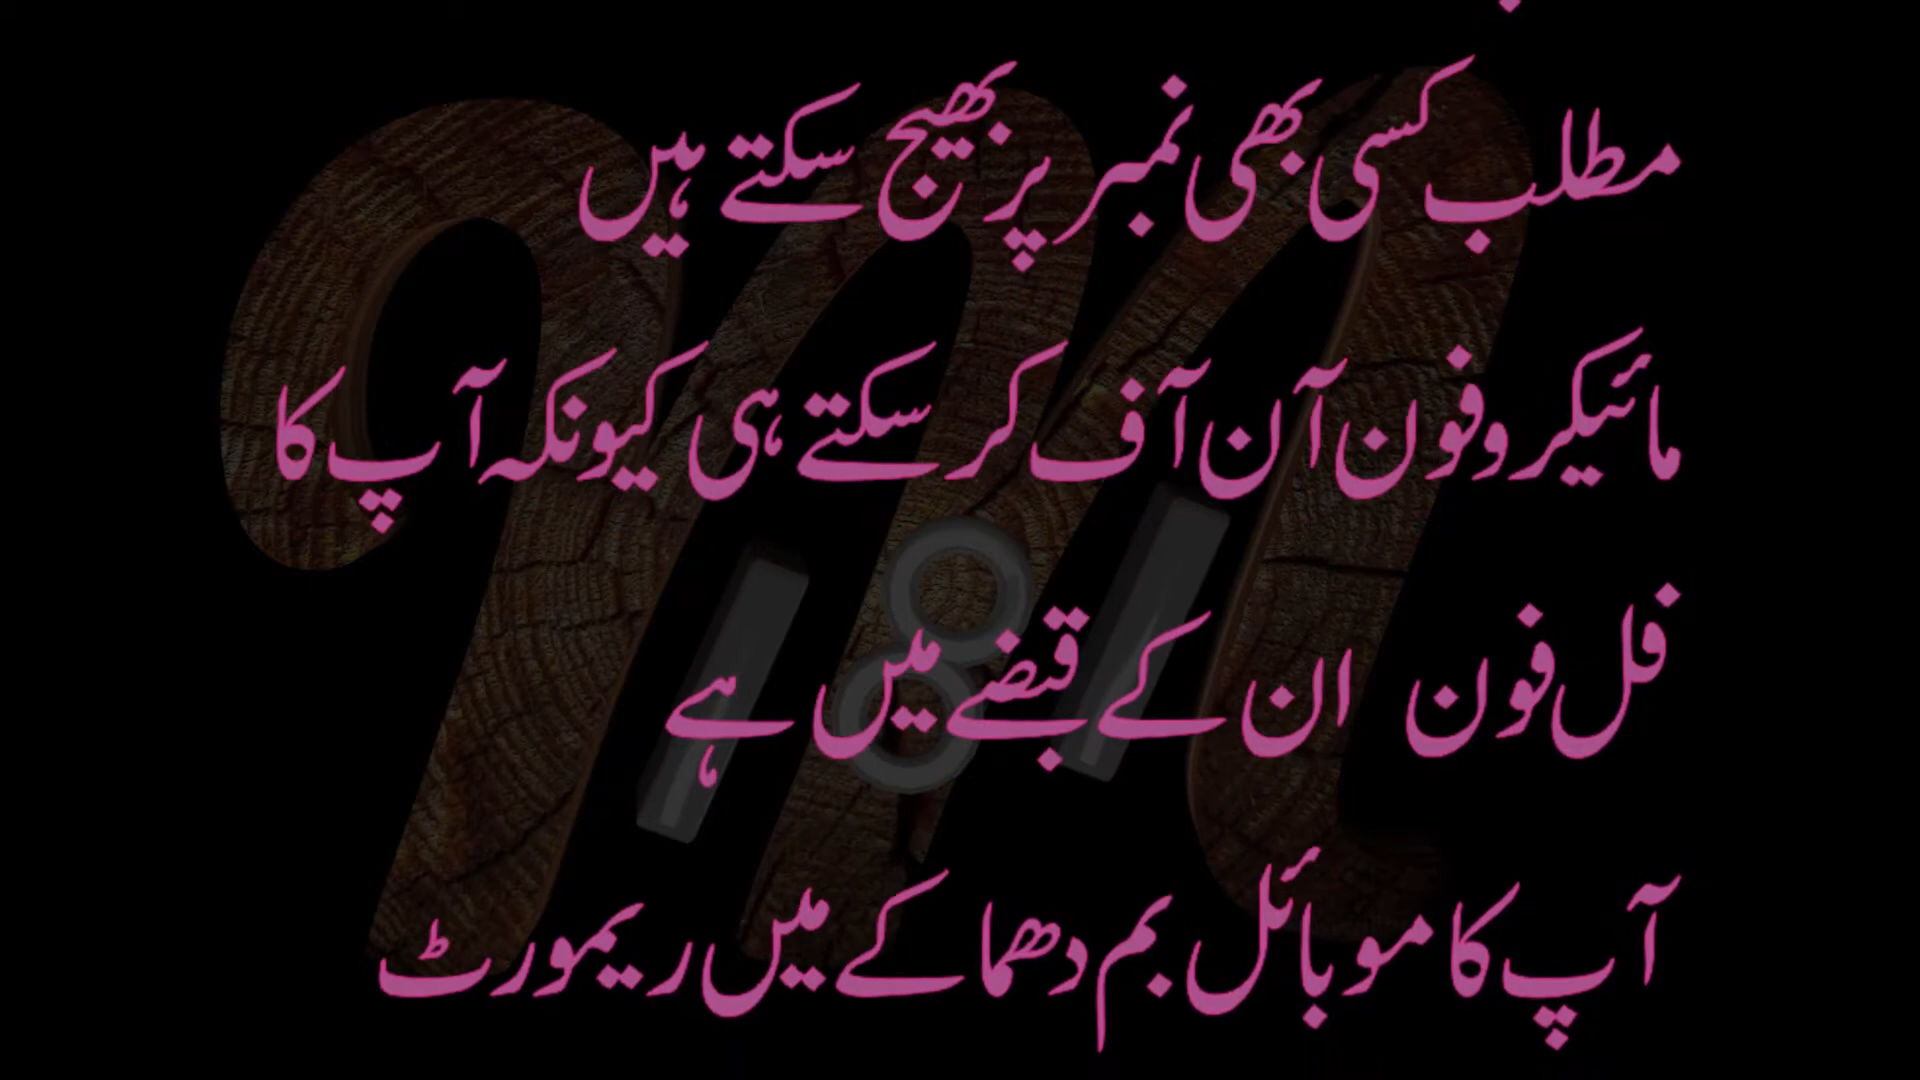 مطلب کسی بھی نمبر پر بھیج سکتے ہیں
مائیکروفون آن آف کر سکتے ہی کیونکہ آپ کا
فل فون ان کے قبضے میں ہے
آپ کا موبائل بم دھماکے میں ریمورٹ